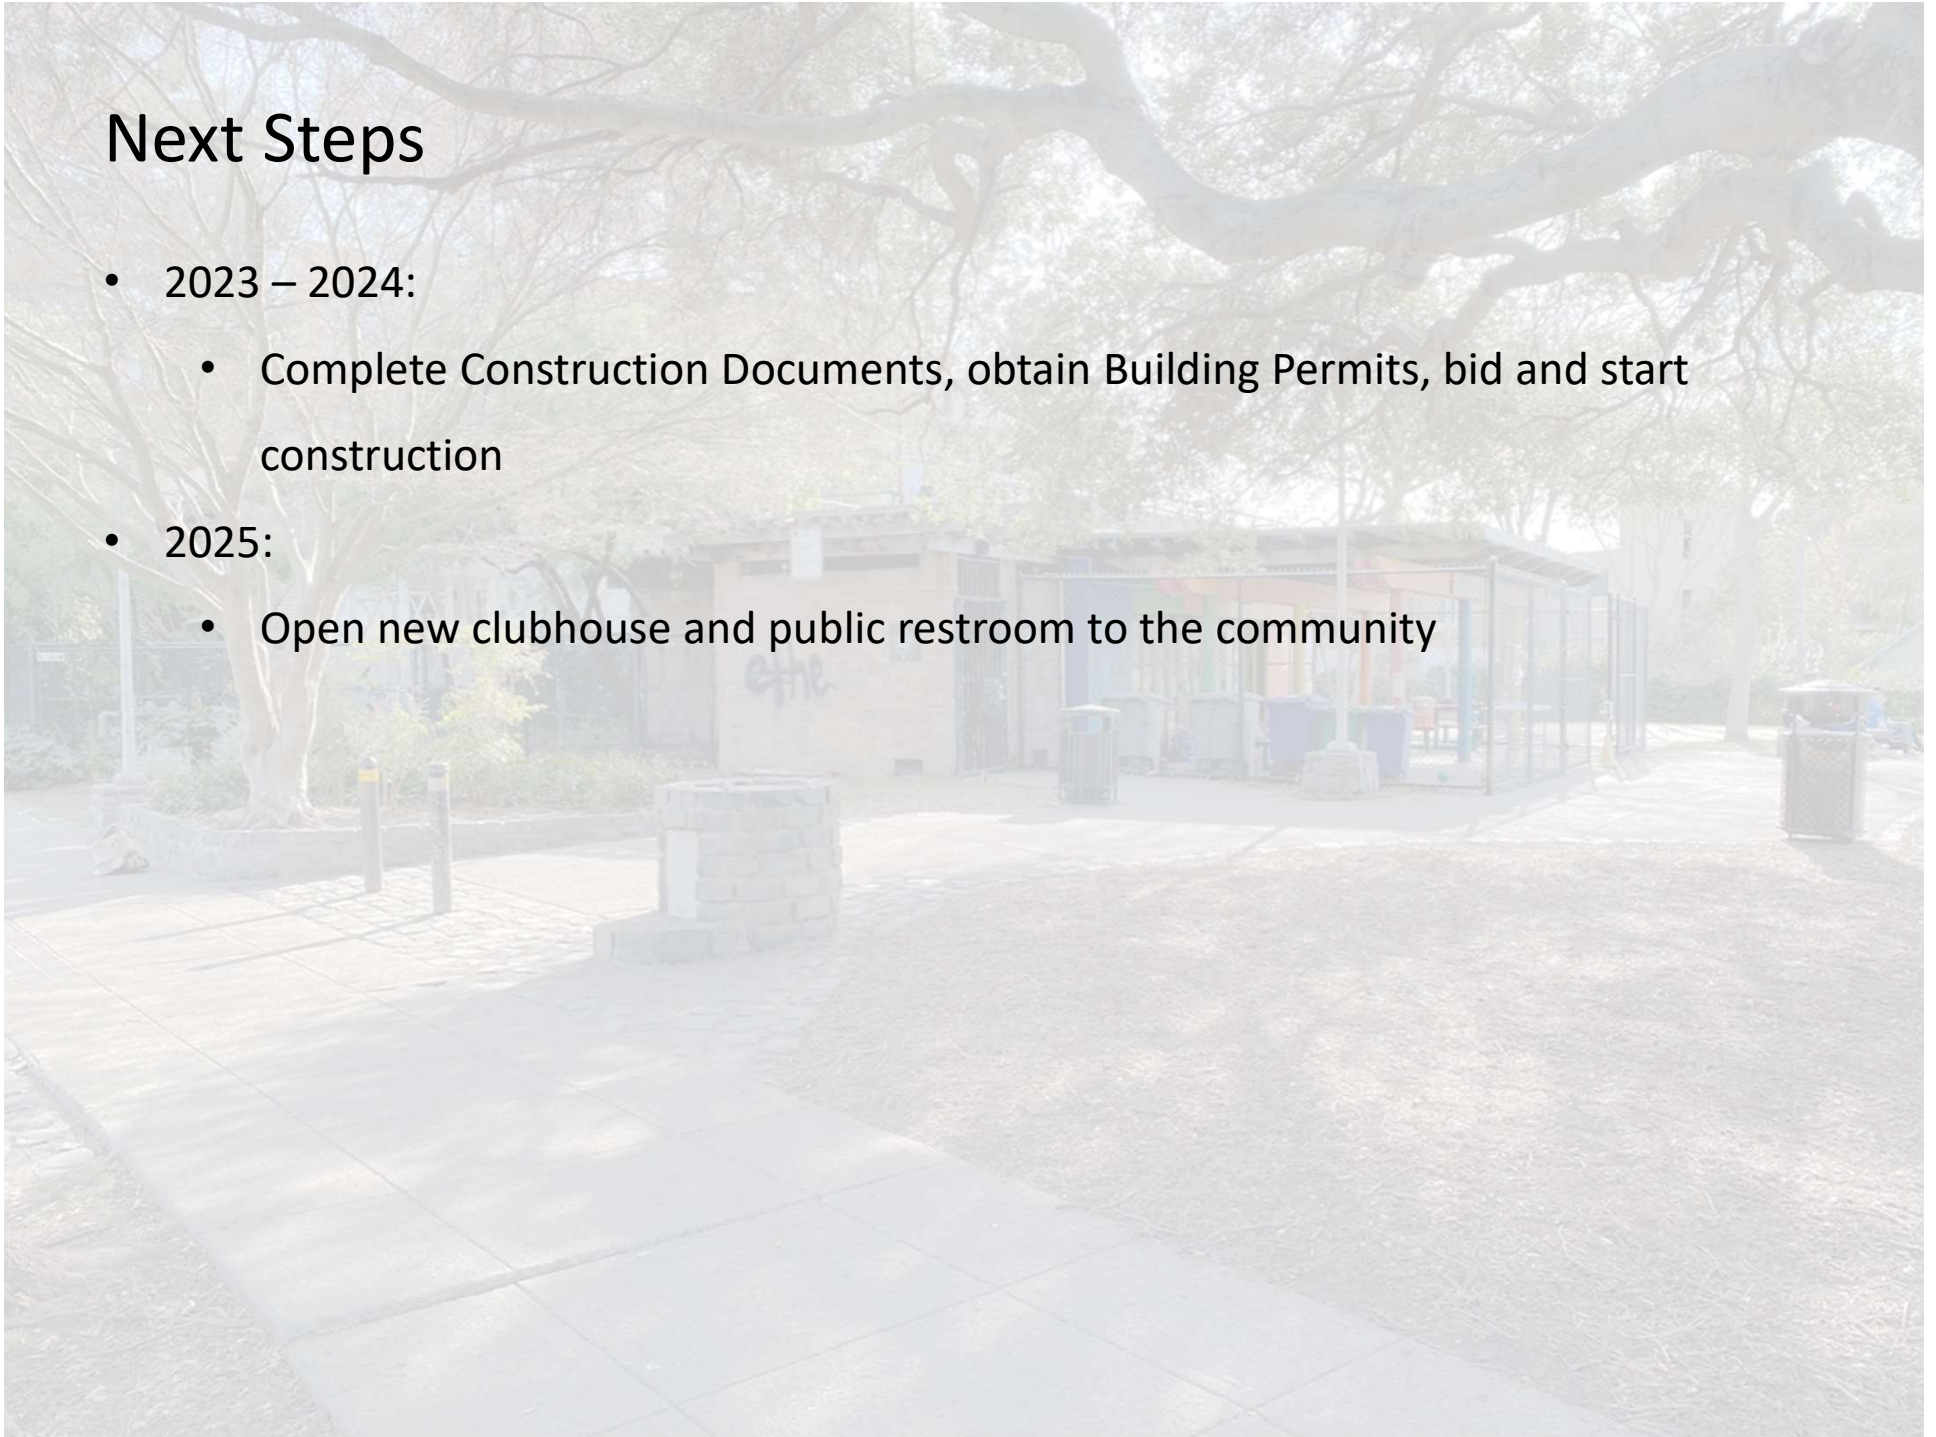 Next Steps
• 2023 – 2024:
• Complete Construction Documents, obtain Building Permits, bid and start
construction
• 2025:
• Open new clubhouse and public restroom to the community